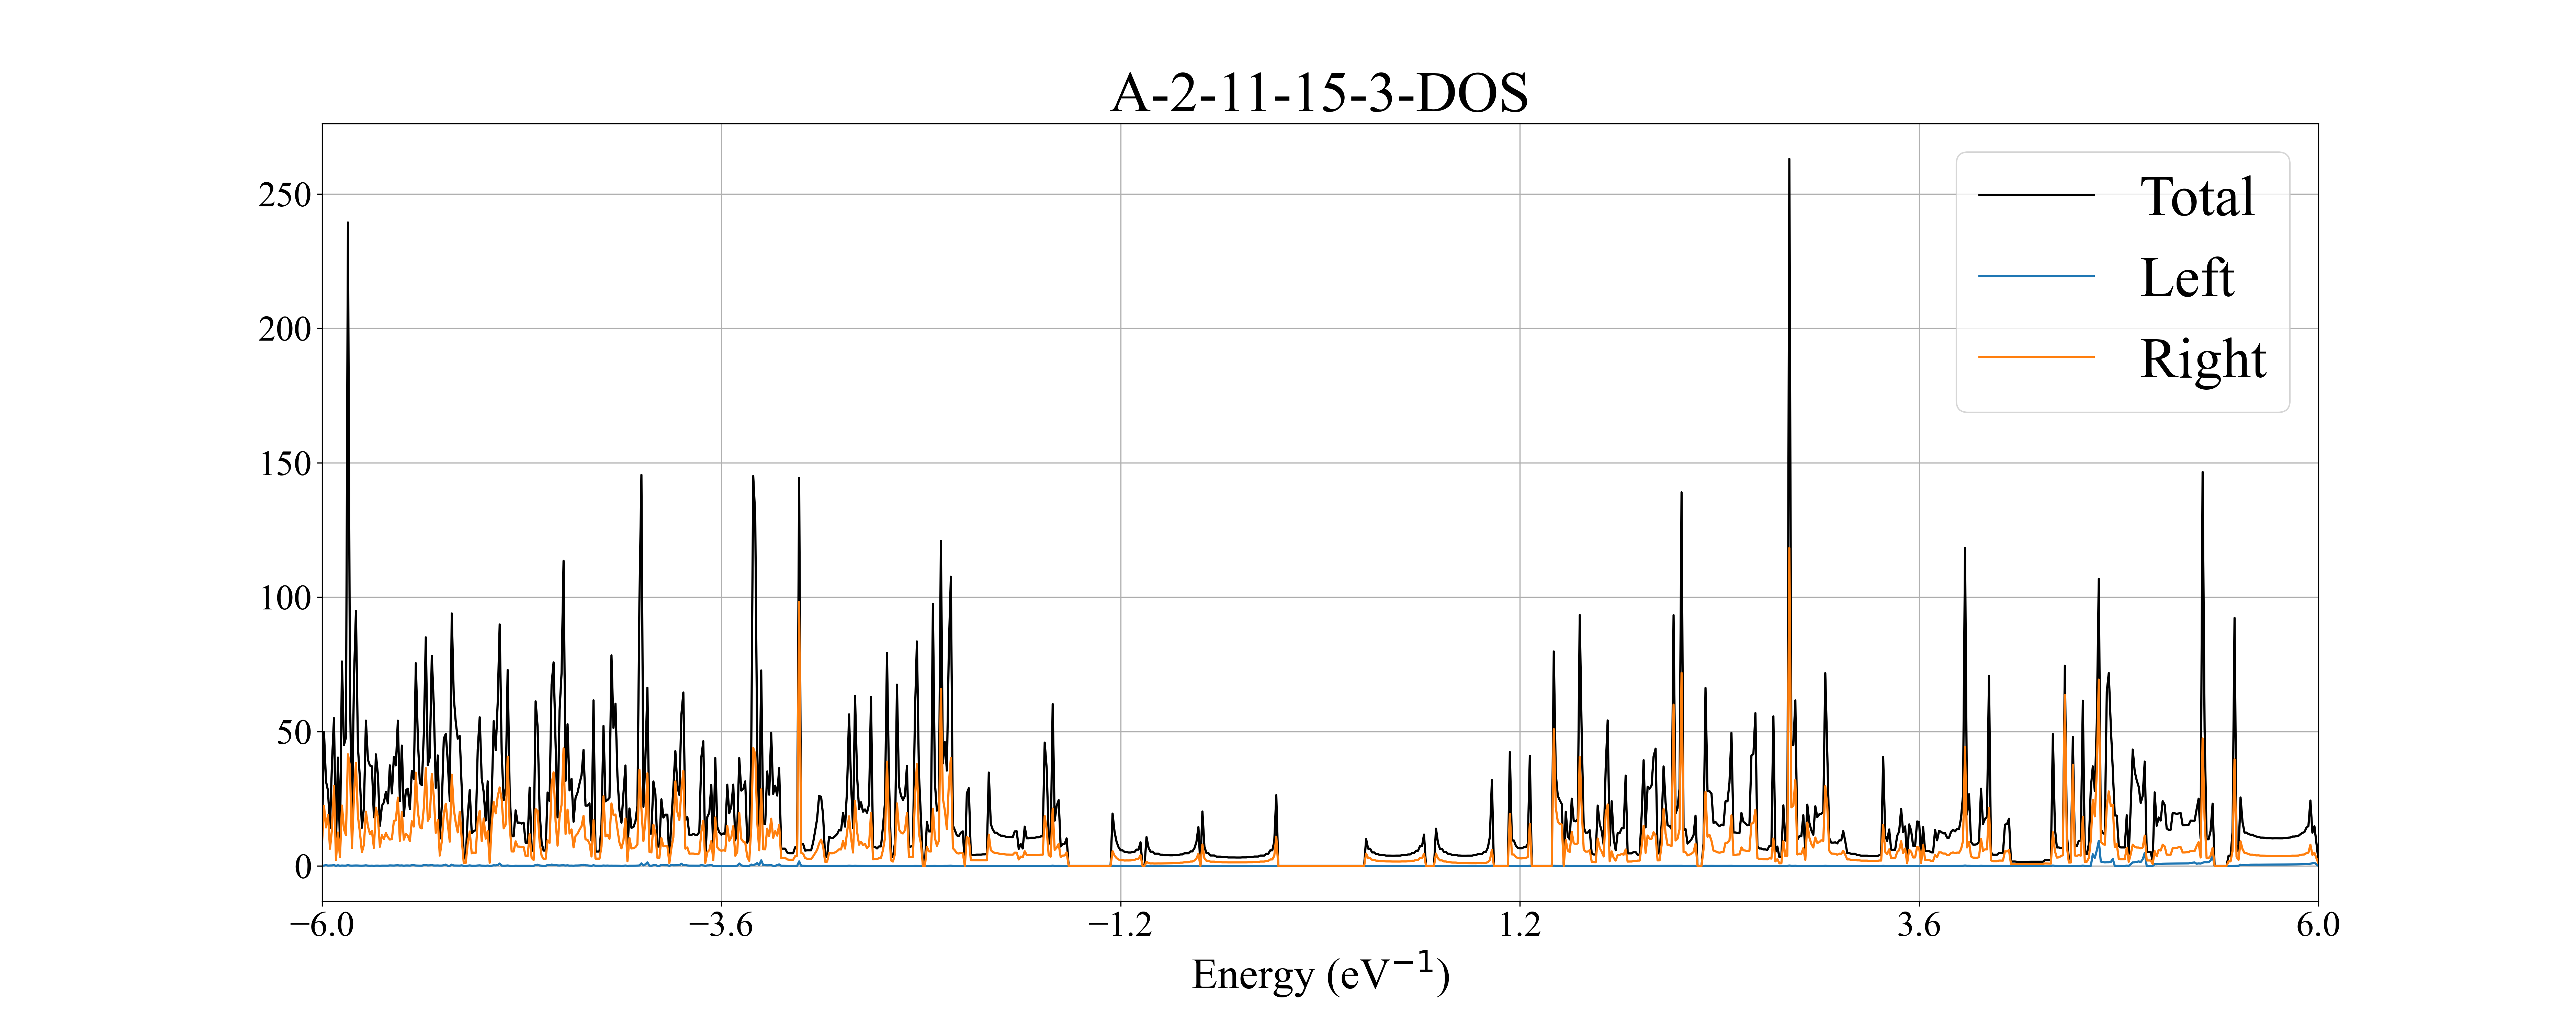 A-2-11-15-3-DOS
250
200
150
100
50
0
Total
Left
Right
−6.0 −3.6 −1.2 1.2 3.6 6.0
Energy (eV⁻¹)